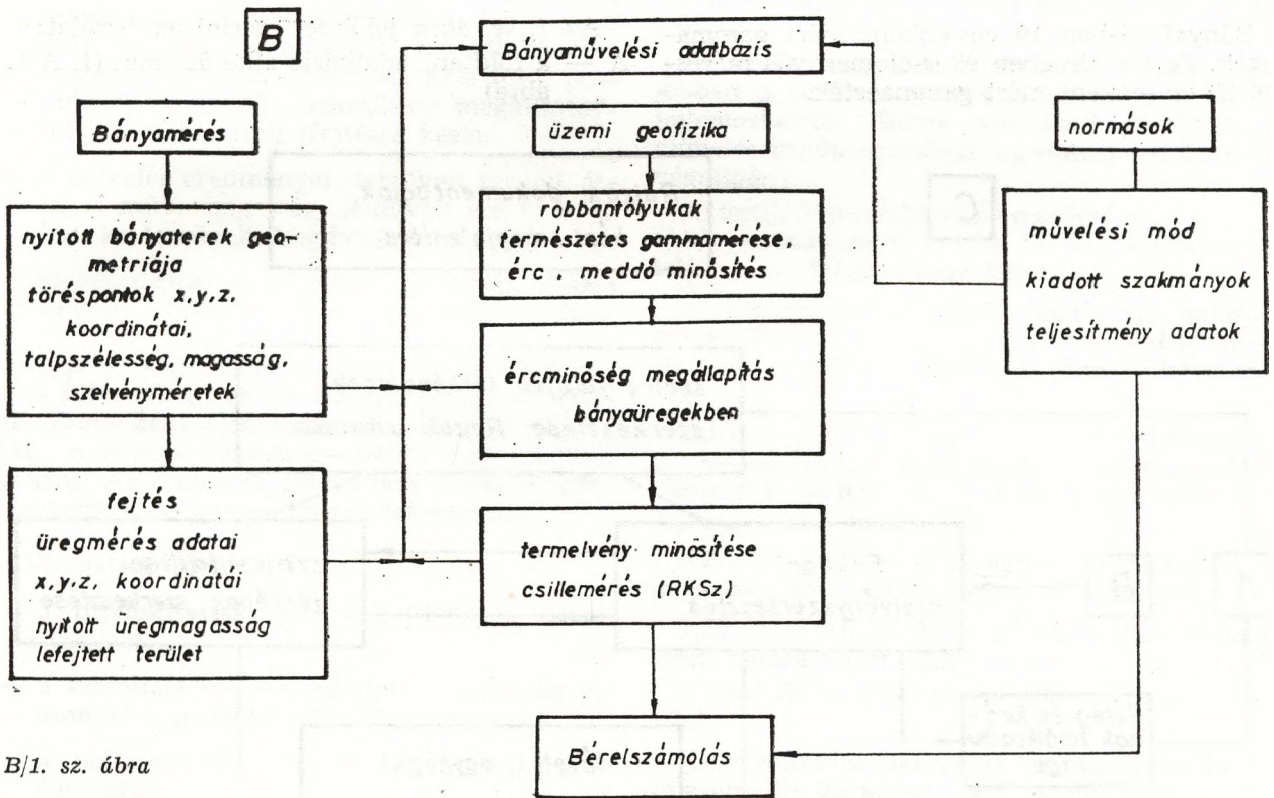 B
Bányaművelési adatbázis
Bányamérés
üzemi geofizika
normások
nyitott bányaterek geo-
metriája
töréspontok x,y,z,
koordinátai,
talpszélesség, magasság,
szelvényméretek
robbantólyukak
természetes gammamérése,
érc, meddő minősítés
művelési mód
kiadott szakmányok
teljesítmény adatok
ércminőség megállapítás
bányaüregekben
fejtés
üregmérés adatai
x,y,z, koordinátai
nyitott üregmagasság
lefejtett terület
termelvény minősítése
csillemérés (RKSz)
Bérelszámolás
B/1. sz. ábra